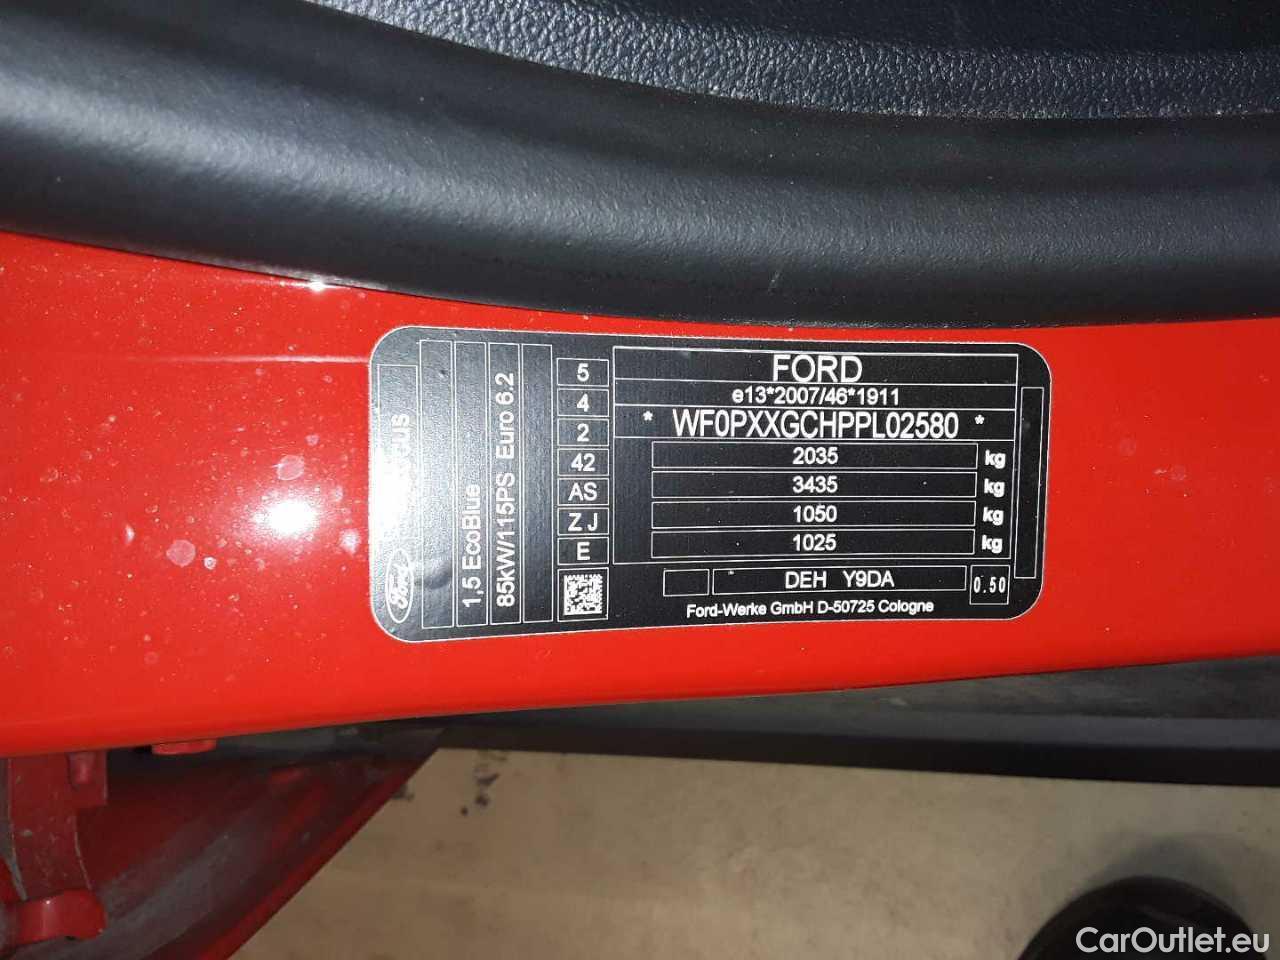 FORD
e13*2007/46*1911
* WF0PXXGCHPPL02580 *
2035 kg
3435 kg
1050 kg
1025 kg
DEH Y9DA
0.50
Ford-Werke GmbH D-50725 Cologne
5
4
2
42
AS
Z J
E
Ford
1,5 EcoBlue
85kW/115PS Euro 6.2
CarOutlet.eu